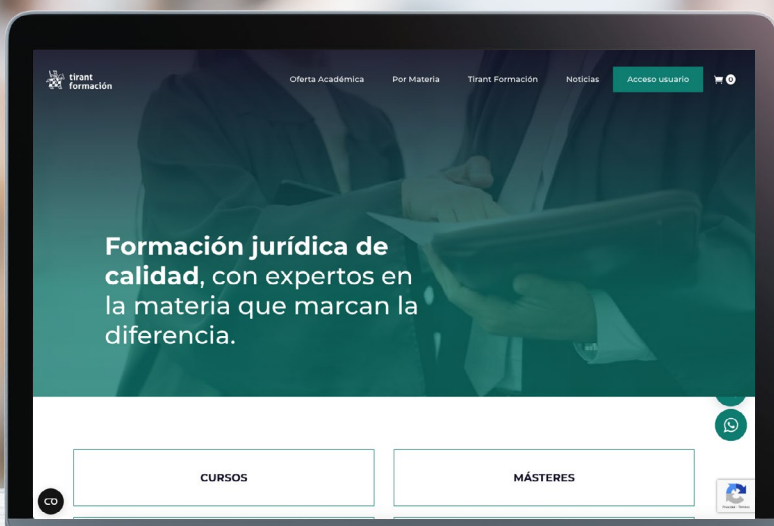 tirant
formación
Oferta Académica
Por Materia
Tirant Formación
Noticias
Acceso usuario
0
Formación jurídica de
calidad, con expertos en
la materia que marcan la
diferencia.
CURSOS
MÁSTERES